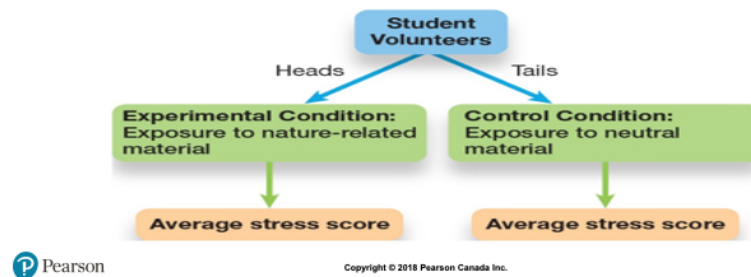 Student
Volunteers
Heads
Tails
Experimental Condition:
Exposure to nature-related
material
Control Condition:
Exposure to neutral
material
Average stress score
Average stress score
Pearson
Copyright © 2018 Pearson Canada Inc.